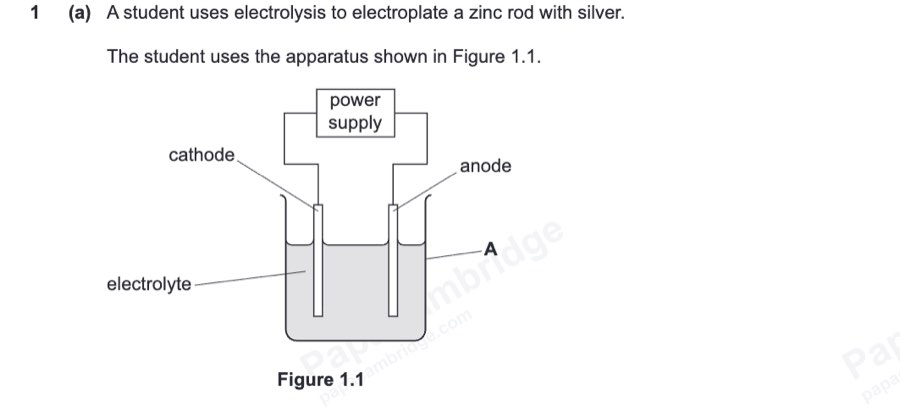 1 (a) A student uses electrolysis to electroplate a zinc rod with silver.
The student uses the apparatus shown in Figure 1.1.
power
supply
cathode
anode
A
electrolyte
Figure 1.1